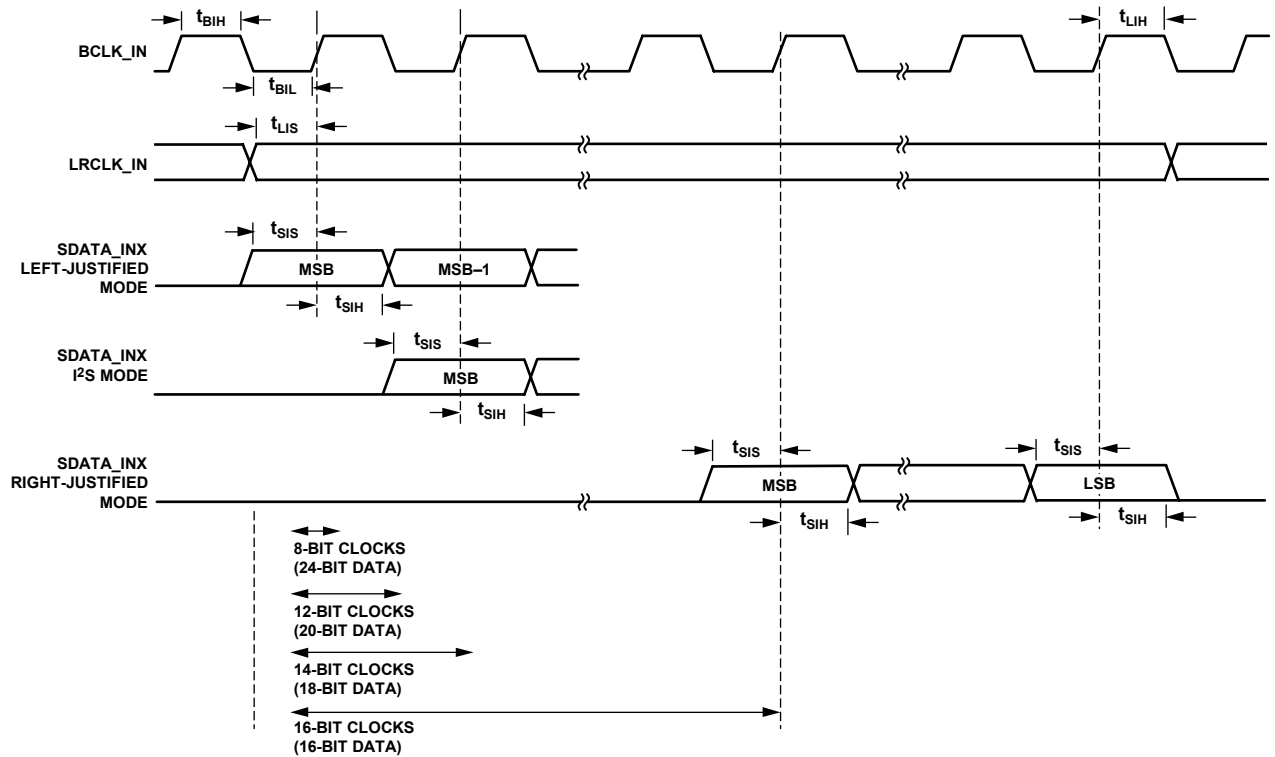 tBIH
tLIH
BCLK_IN
tBIL
tLIS
LRCLK_IN
tSIS
SDATA_INX
LEFT-JUSTIFIED
MODE
MSB
MSB–1
tSIH
tSIS
SDATA_INX
I2S MODE
MSB
tSIH
tSIS
tSIS
SDATA_INX
RIGHT-JUSTIFIED
MODE
MSB
LSB
tSIH
tSIH
8-BIT CLOCKS
(24-BIT DATA)
12-BIT CLOCKS
(20-BIT DATA)
14-BIT CLOCKS
(18-BIT DATA)
16-BIT CLOCKS
(16-BIT DATA)